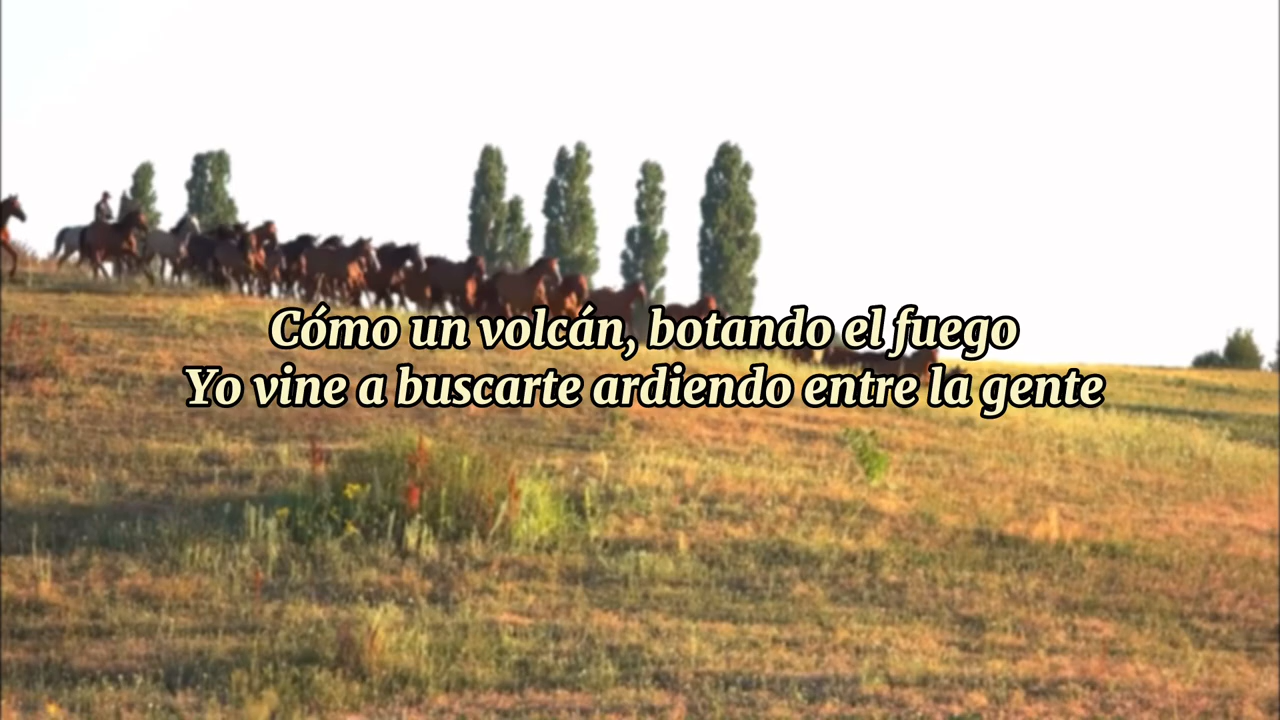 Cómo un volcán, botando el fuego
Yo vine a buscarte ardiendo entre la gente